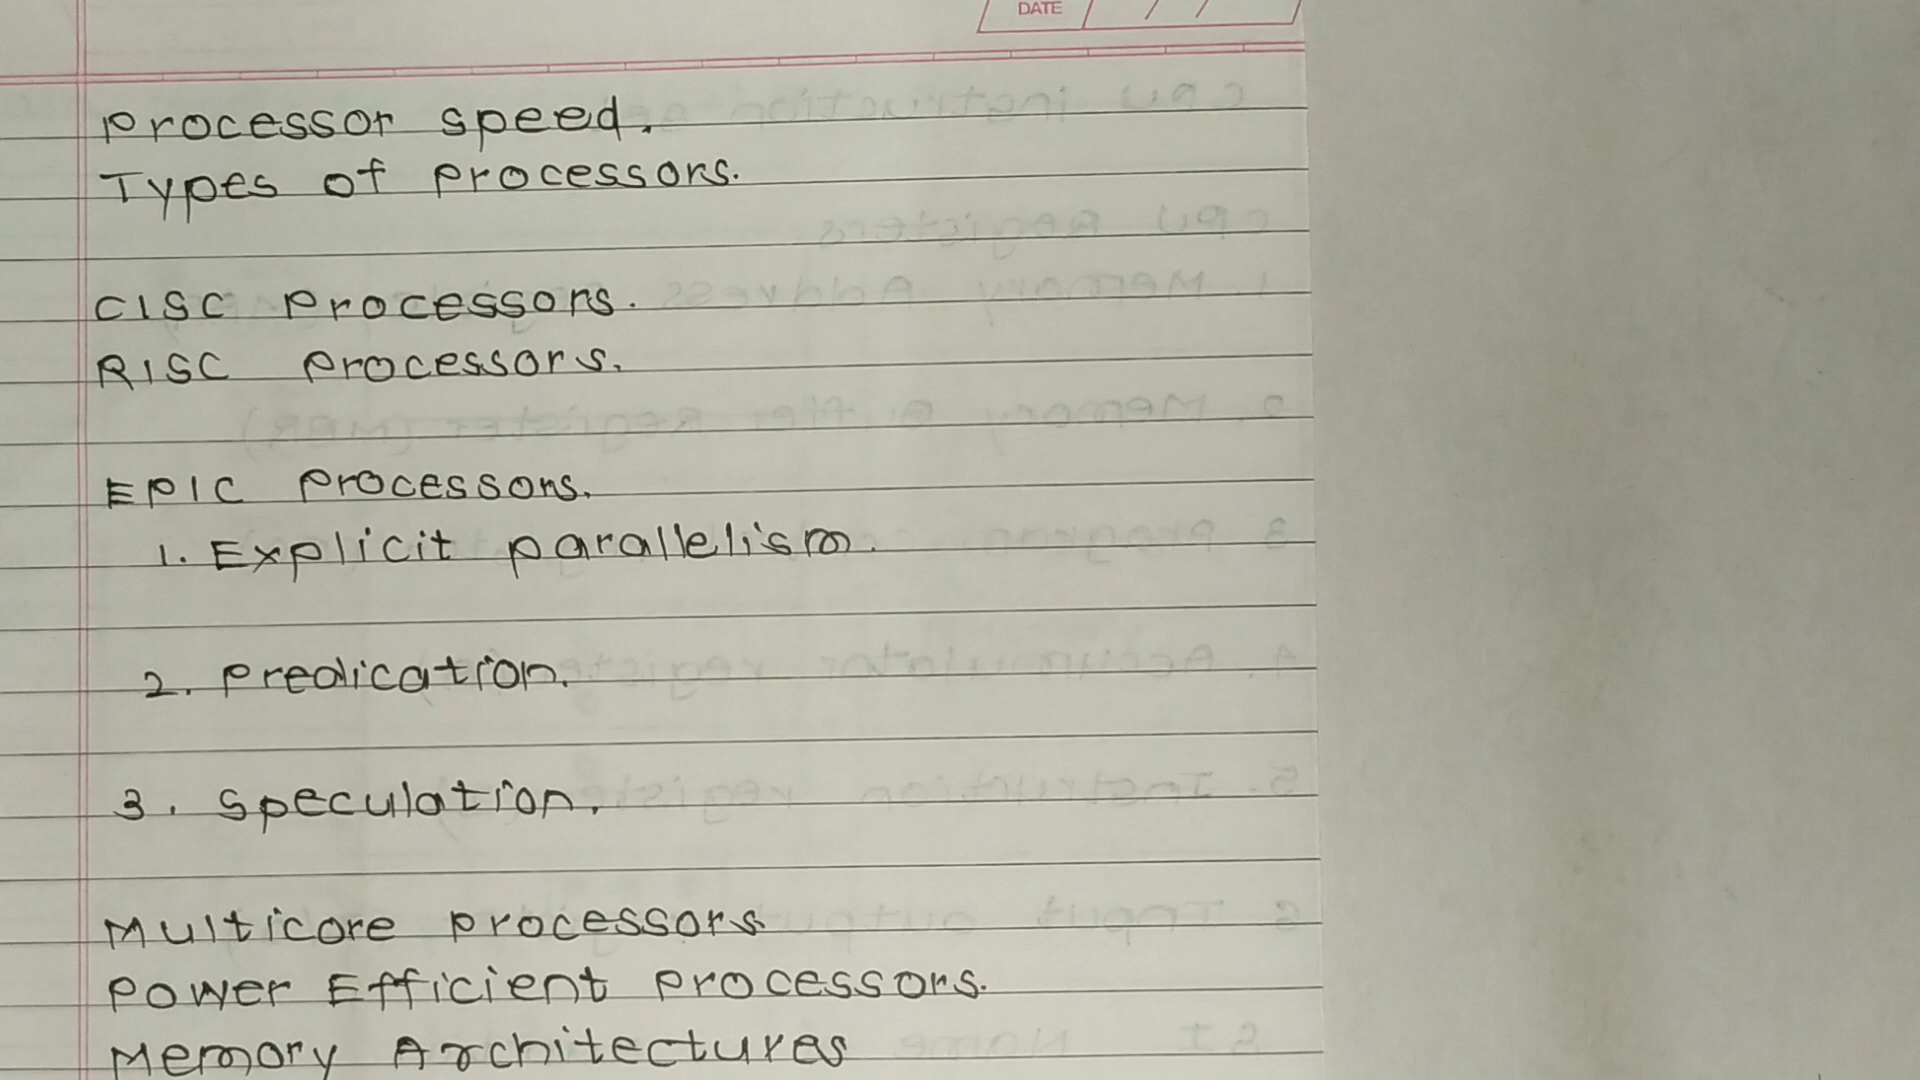 DATE / /
Processor speed.
Types of Processors.
CISC Processors.
RISC Processors.
EPIC Processors.
1. Explicit parallelism.
2. Predication.
3. Speculation.
Multicore processors
Power Efficient Processors.
Memory Architectures